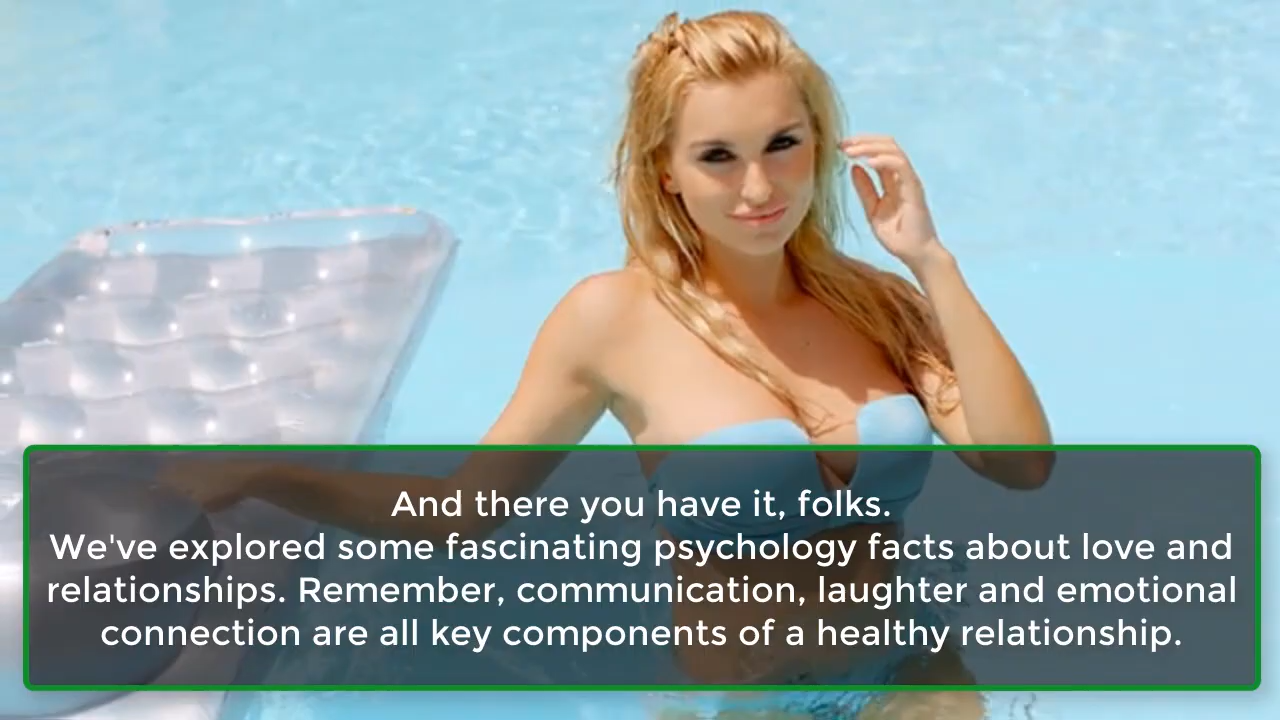 And there you have it, folks.
We've explored some fascinating psychology facts about love and
relationships. Remember, communication, laughter and emotional
connection are all key components of a healthy relationship.